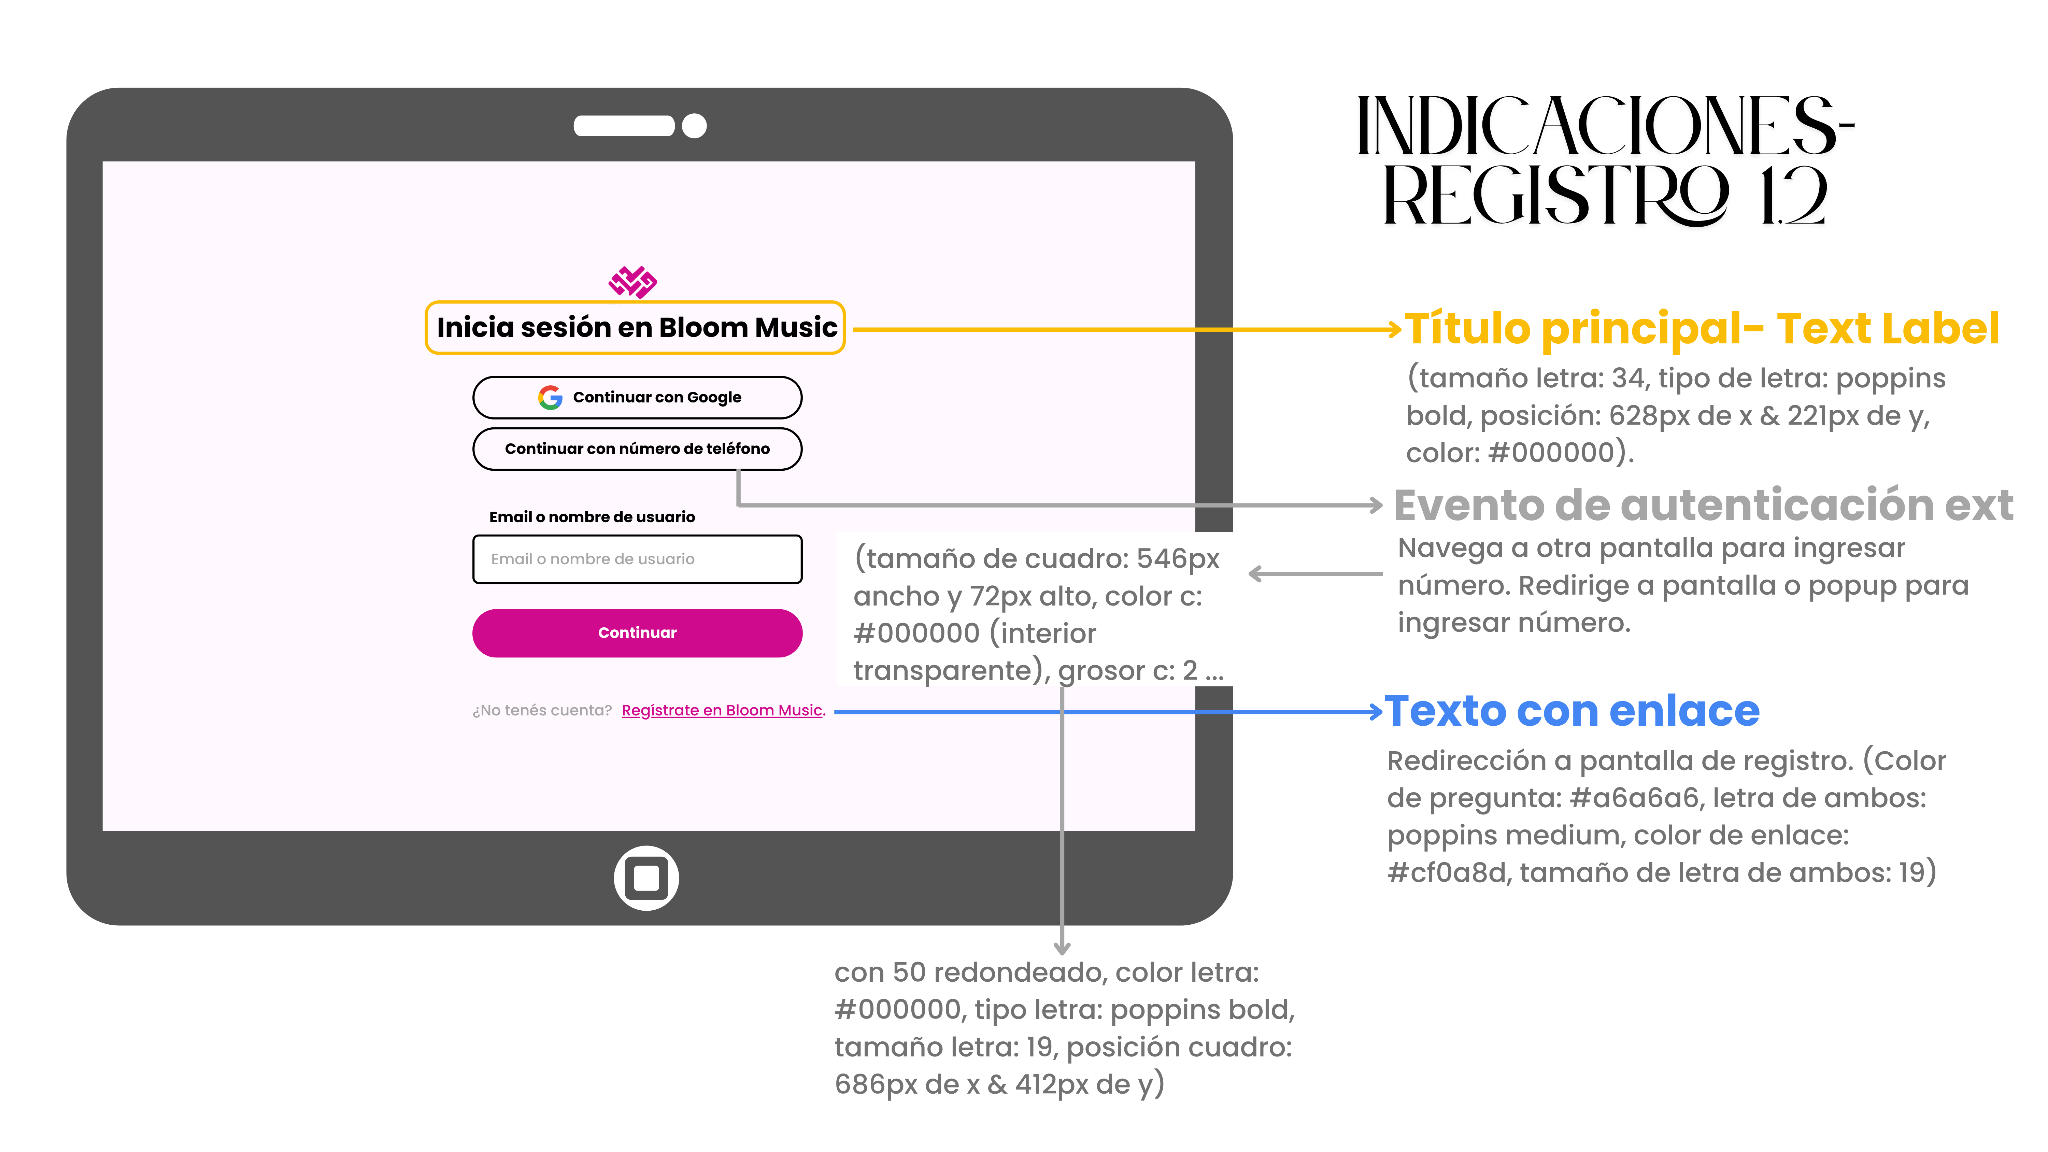 INDICACIONES-
REGISTRO 1.2
Inicia sesión en Bloom Music
Continuar con Google
Continuar con número de teléfono
Email o nombre de usuario
Email o nombre de usuario
Continuar
¿No tenés cuenta? Regístrate en Bloom Music.
Título principal- Text Label
(tamaño letra: 34, tipo de letra: poppins
bold, posición: 628px de x & 221px de y,
color: #000000).
Evento de autenticación ext
Navega a otra pantalla para ingresar
número. Redirige a pantalla o popup para
ingresar número.
(tamaño de cuadro: 546px
ancho y 72px alto, color c:
#000000 (interior
transparente), grosor c: 2 ...
con 50 redondeado, color letra:
#000000, tipo letra: poppins bold,
tamaño letra: 19, posición cuadro:
686px de x & 412px de y)
Texto con enlace
Redirección a pantalla de registro. (Color
de pregunta: #a6a6a6, letra de ambos:
poppins medium, color de enlace:
#cf0a8d, tamaño de letra de ambos: 19)